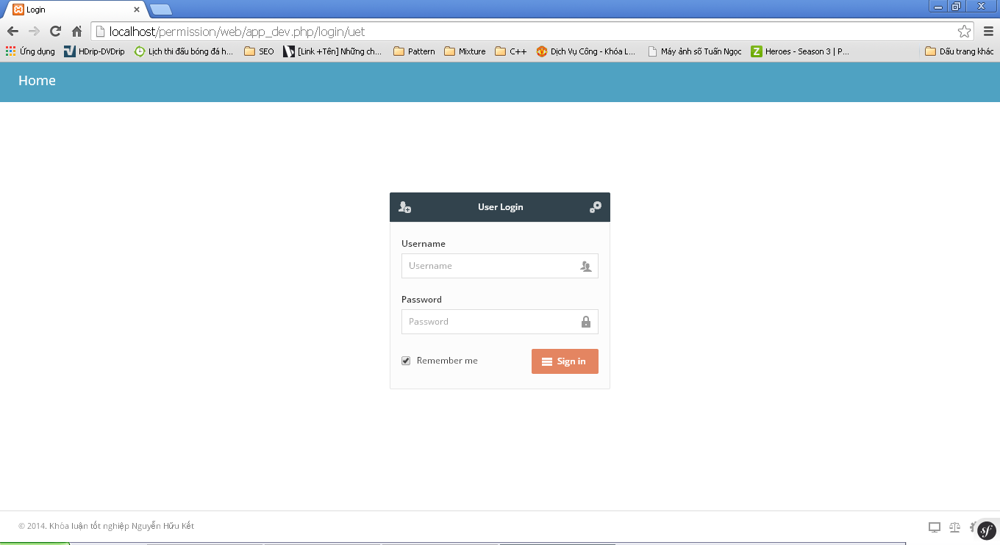 Login
localhost/permission/web/app_dev.php/login/uet
Ứng dụng HDrip-DVDrip Lịch thi đấu bóng đá h... SEO [Link +Tên] Những ch... Pattern Mixture C++ Dịch Vụ Công - Khóa L... Máy ảnh số Tuấn Ngọc Heroes - Season 3 | P... Dấu trang khác
Home
User Login
Username
Username
Password
Password
Remember me Sign in
© 2014. Khóa luận tốt nghiệp Nguyễn Hữu Kết
sf